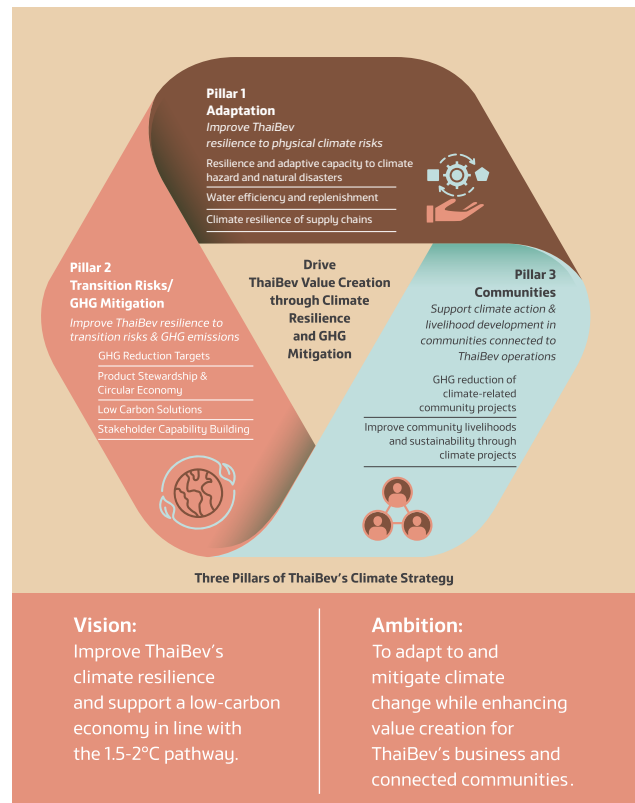 Pillar 1
Adaptation
Improve ThaiBev
resilience to physical climate risks
Resilience and adaptive capacity to climate
hazard and natural disasters
Water efficiency and replenishment
Climate resilience of supply chains
Pillar 2
Transition Risks/
GHG Mitigation
Improve ThaiBev resilience to
transition risks & GHG emissions
GHG Reduction Targets
Product Stewardship &
Circular Economy
Low Carbon Solutions
Stakeholder Capability Building
Drive
ThaiBev Value Creation
through Climate
Resilience
and GHG
Mitigation
Pillar 3
Communities
Support climate action &
livelihood development in
communities connected to
ThaiBev operations
GHG reduction of
climate-related
community projects
Improve community livelihoods
and sustainability through
climate projects
Three Pillars of ThaiBev's Climate Strategy
Vision:
Improve ThaiBev's
climate resilience
and support a low-carbon
economy in line with
the 1.5-2°C pathway.
Ambition:
To adapt to and
mitigate climate
change while enhancing
value creation for
ThaiBev's business and
connected communities.